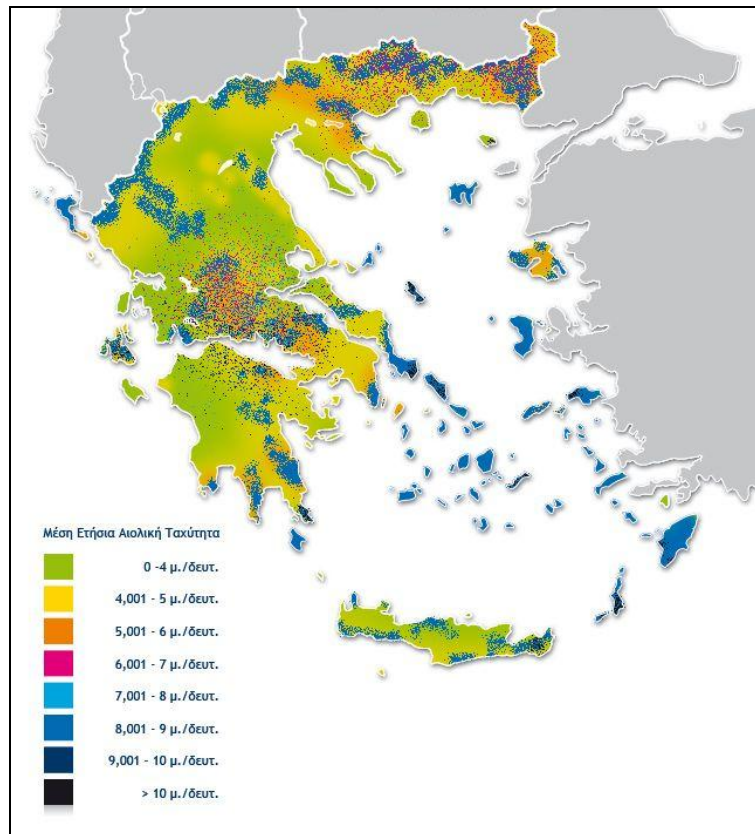 Μέση Ετήσια Αιολική Ταχύτητα
0 -4 μ./δευτ.
4,001 - 5 μ./δευτ.
5,001 - 6 μ./δευτ.
6,001 - 7 μ./δευτ.
7,001 - 8 μ./δευτ.
8,001 - 9 μ./δευτ.
9,001 - 10 μ./δευτ.
> 10 μ./δευτ.